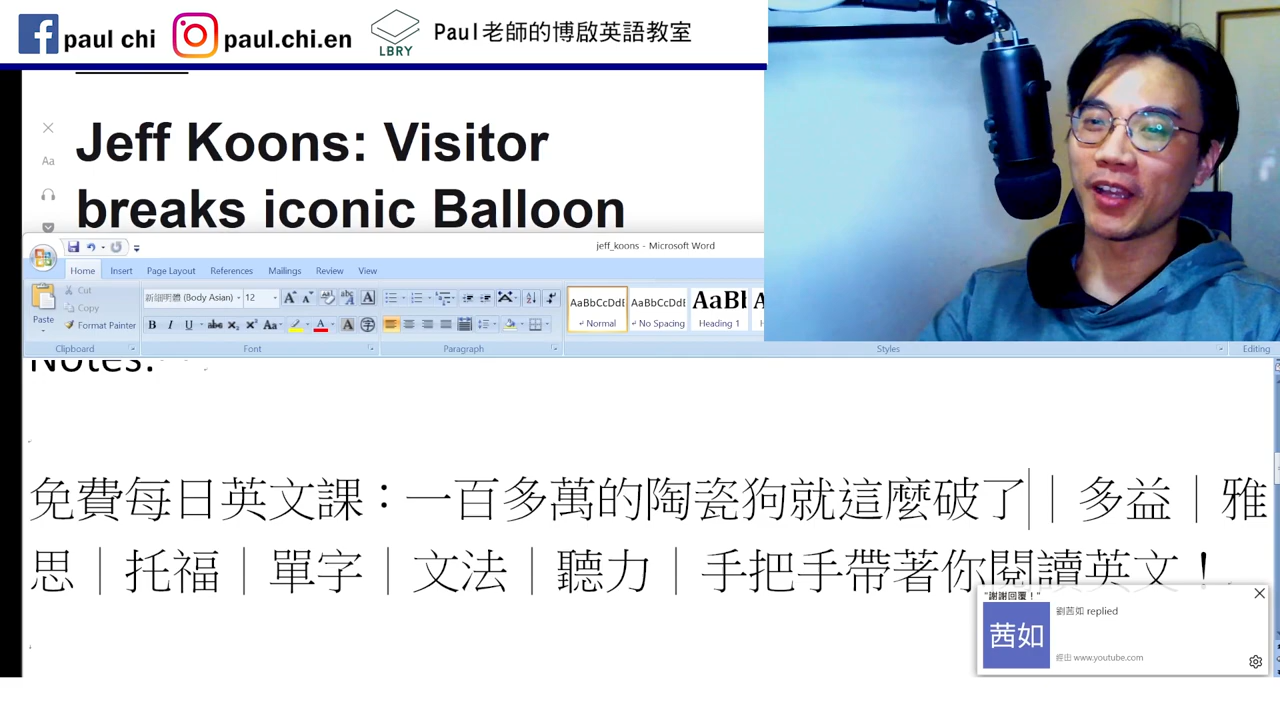 paul chi
paul.chi.en
LBRY
Paul老師的博啟英語教室
Jeff Koons: Visitor
breaks iconic Balloon
Aa
jeff_koons - Microsoft Word
Home Insert Page Layout References Mailings Review View
Paste
Cut
Copy
Format Painter
Clipboard
新細明體 (Body Asian) 12
Font
Paragraph
AaBbCcDdE AaBbCcDdE AaBb
Normal No Spacing Heading 1
Styles
Editing
Notes:
免費每日英文課：一百多萬的陶瓷狗就這麼破了｜多益｜雅
思｜托福｜單字｜文法｜聽力｜手把手帶著你閱讀英文！
"謝謝回覆！"
茜如
劉茜如 replied
經由 www.youtube.com